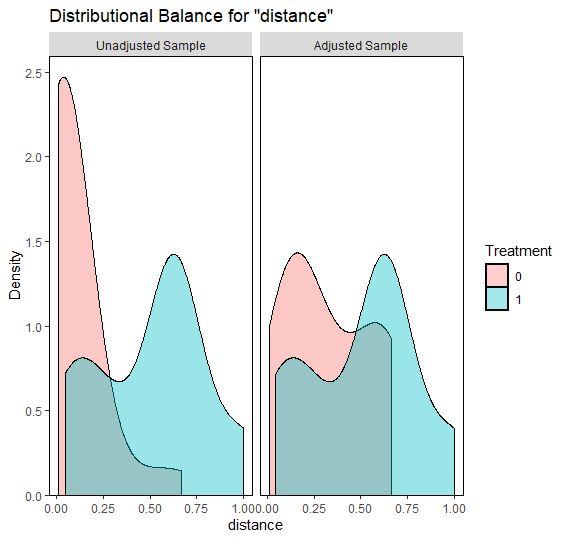 Distributional Balance for "distance"
Unadjusted Sample
Adjusted Sample
2.5
2.0
1.5
1.0
0.5
0.0
Density
0.00 0.25 0.50 0.75 1.00
0.00 0.25 0.50 0.75 1.00
distance
Treatment
0
1